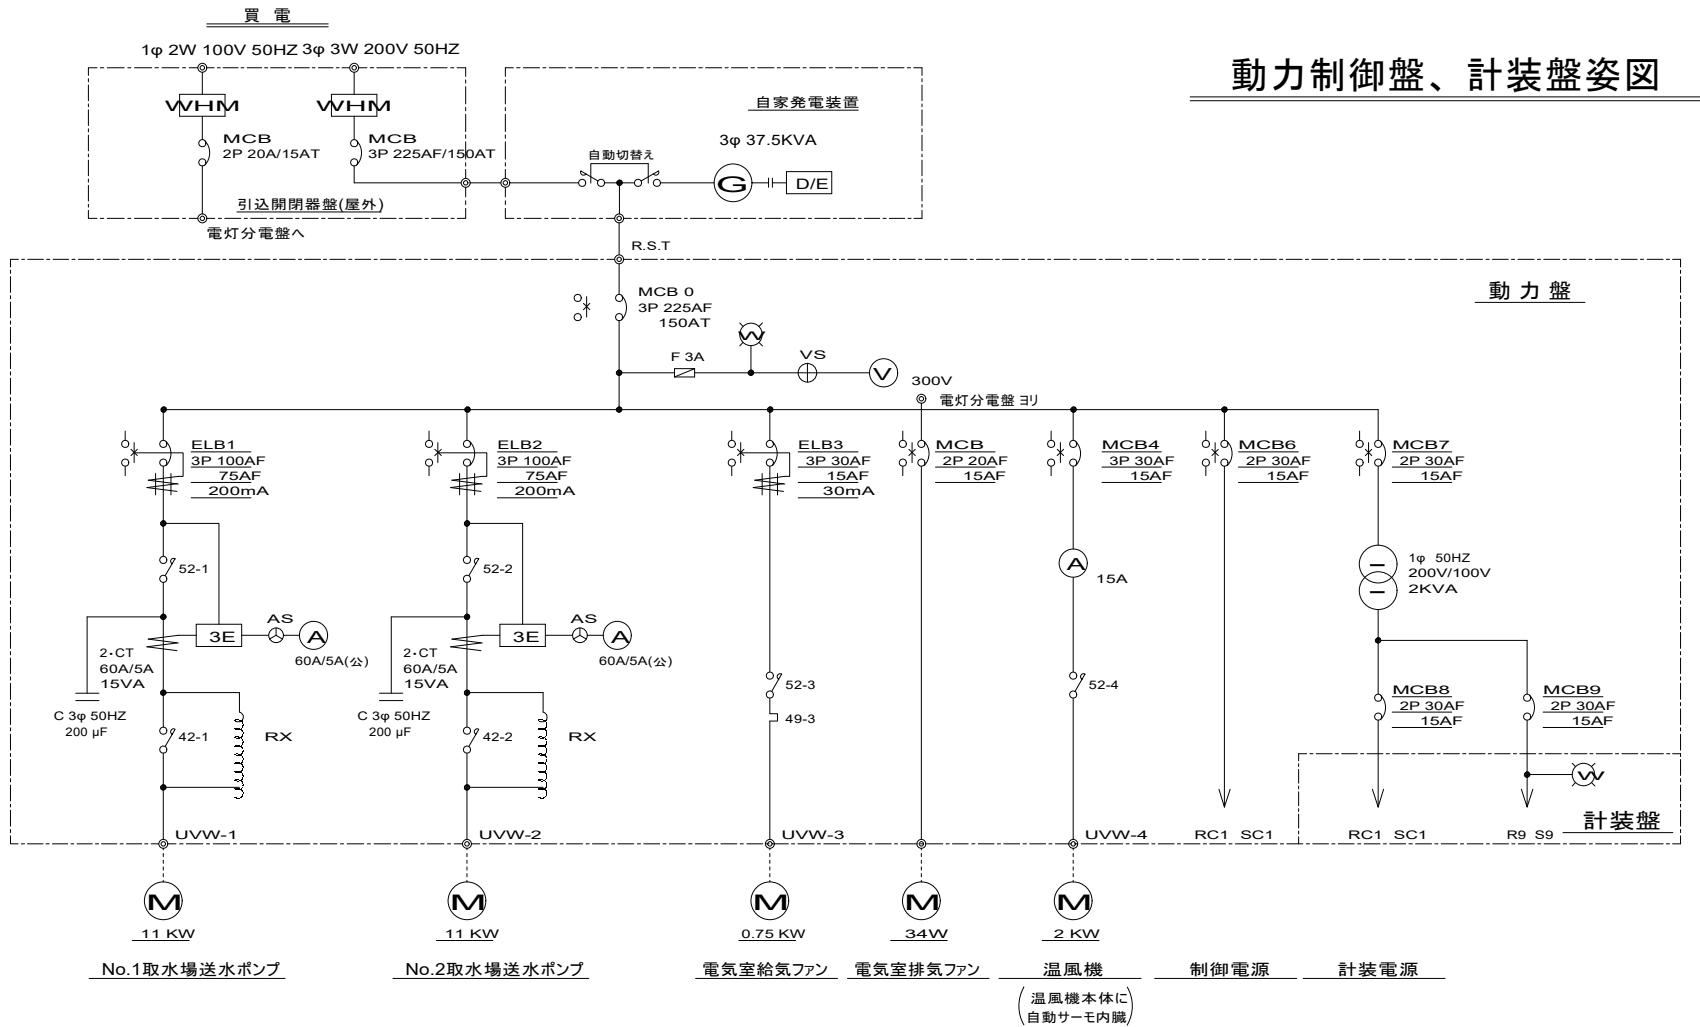 買 電
1φ 2W 100V 50HZ 3φ 3W 200V 50HZ
動力制御盤、計装盤姿図
WHM
WHM
MCB
2P 20A/15AT
MCB
3P 225AF/150AT
引込開閉器盤(屋外)
電灯分電盤へ
自家発電装置
3φ 37.5KVA
自動切替え
G
D/E
R.S.T
動 力 盤
MCB 0
3P 225AF
150AT
W
F 3A
VS
V
300V
電灯分電盤 ヨリ
ELB1
3P 100AF
75AF
200mA
ELB2
3P 100AF
75AF
200mA
ELB3
3P 30AF
15AF
30mA
MCB
2P 20AF
15AF
MCB4
3P 30AF
15AF
MCB6
2P 30AF
15AF
MCB7
2P 30AF
15AF
52-1
3E
AS
A
60A/5A(公)
2・CT
60A/5A
15VA
C 3φ 50HZ
200 μF
42-1
RX
52-2
3E
AS
A
60A/5A(公)
2・CT
60A/5A
15VA
C 3φ 50HZ
200 μF
42-2
RX
52-3
49-3
A
15A
52-4
1φ 50HZ
200V/100V
2KVA
MCB8
2P 30AF
15AF
MCB9
2P 30AF
15AF
W
計装盤
UVW-1
UVW-2
UVW-3
UVW-4
RC1 SC1
RC1 SC1
R9 S9
M
M
M
M
M
11 KW
11 KW
0.75 KW
34W
2 KW
No.1取水場送水ポンプ
No.2取水場送水ポンプ
電気室給気ファン
電気室排気ファン
温風機
制御電源
計装電源
(温風機本体に
自動サーモ内臓)